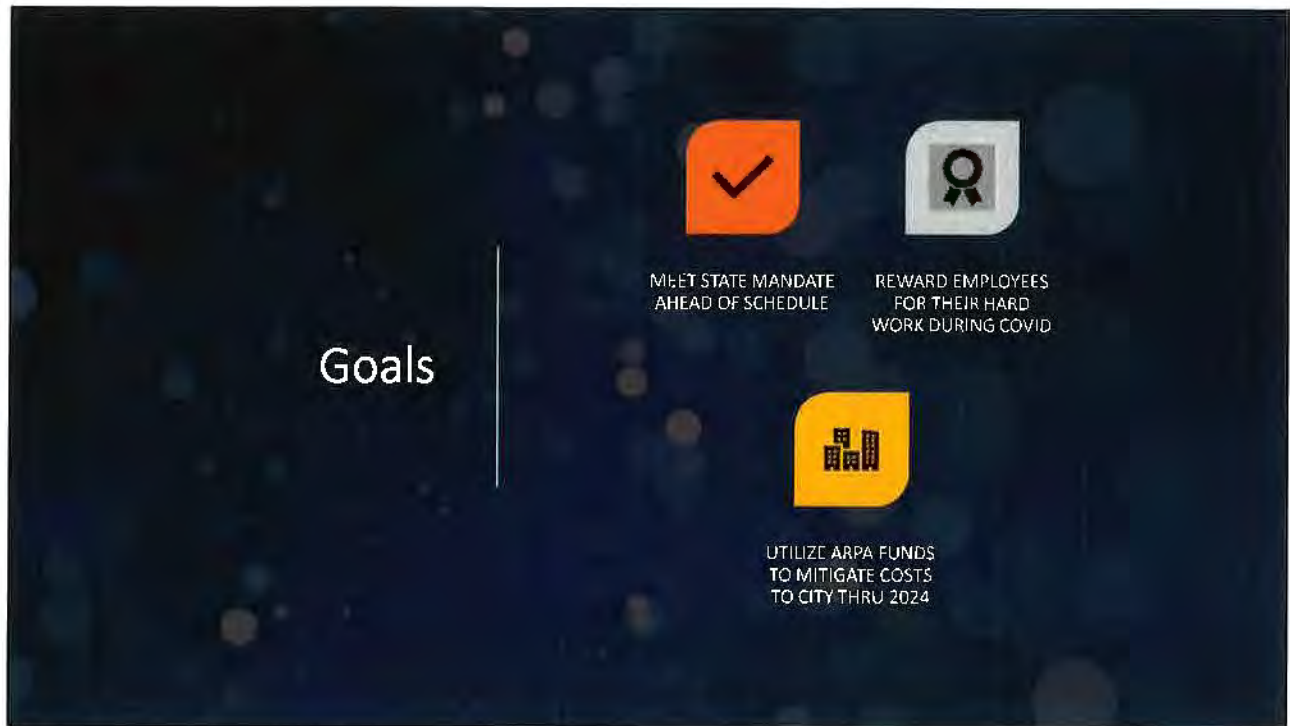 Goals
MEET STATE MANDATE
AHEAD OF SCHEDULE
REWARD EMPLOYEES
FOR THEIR HARD
WORK DURING COVID
UTILIZE ARPA FUNDS
TO MITIGATE COSTS
TO CITY THRU 2024